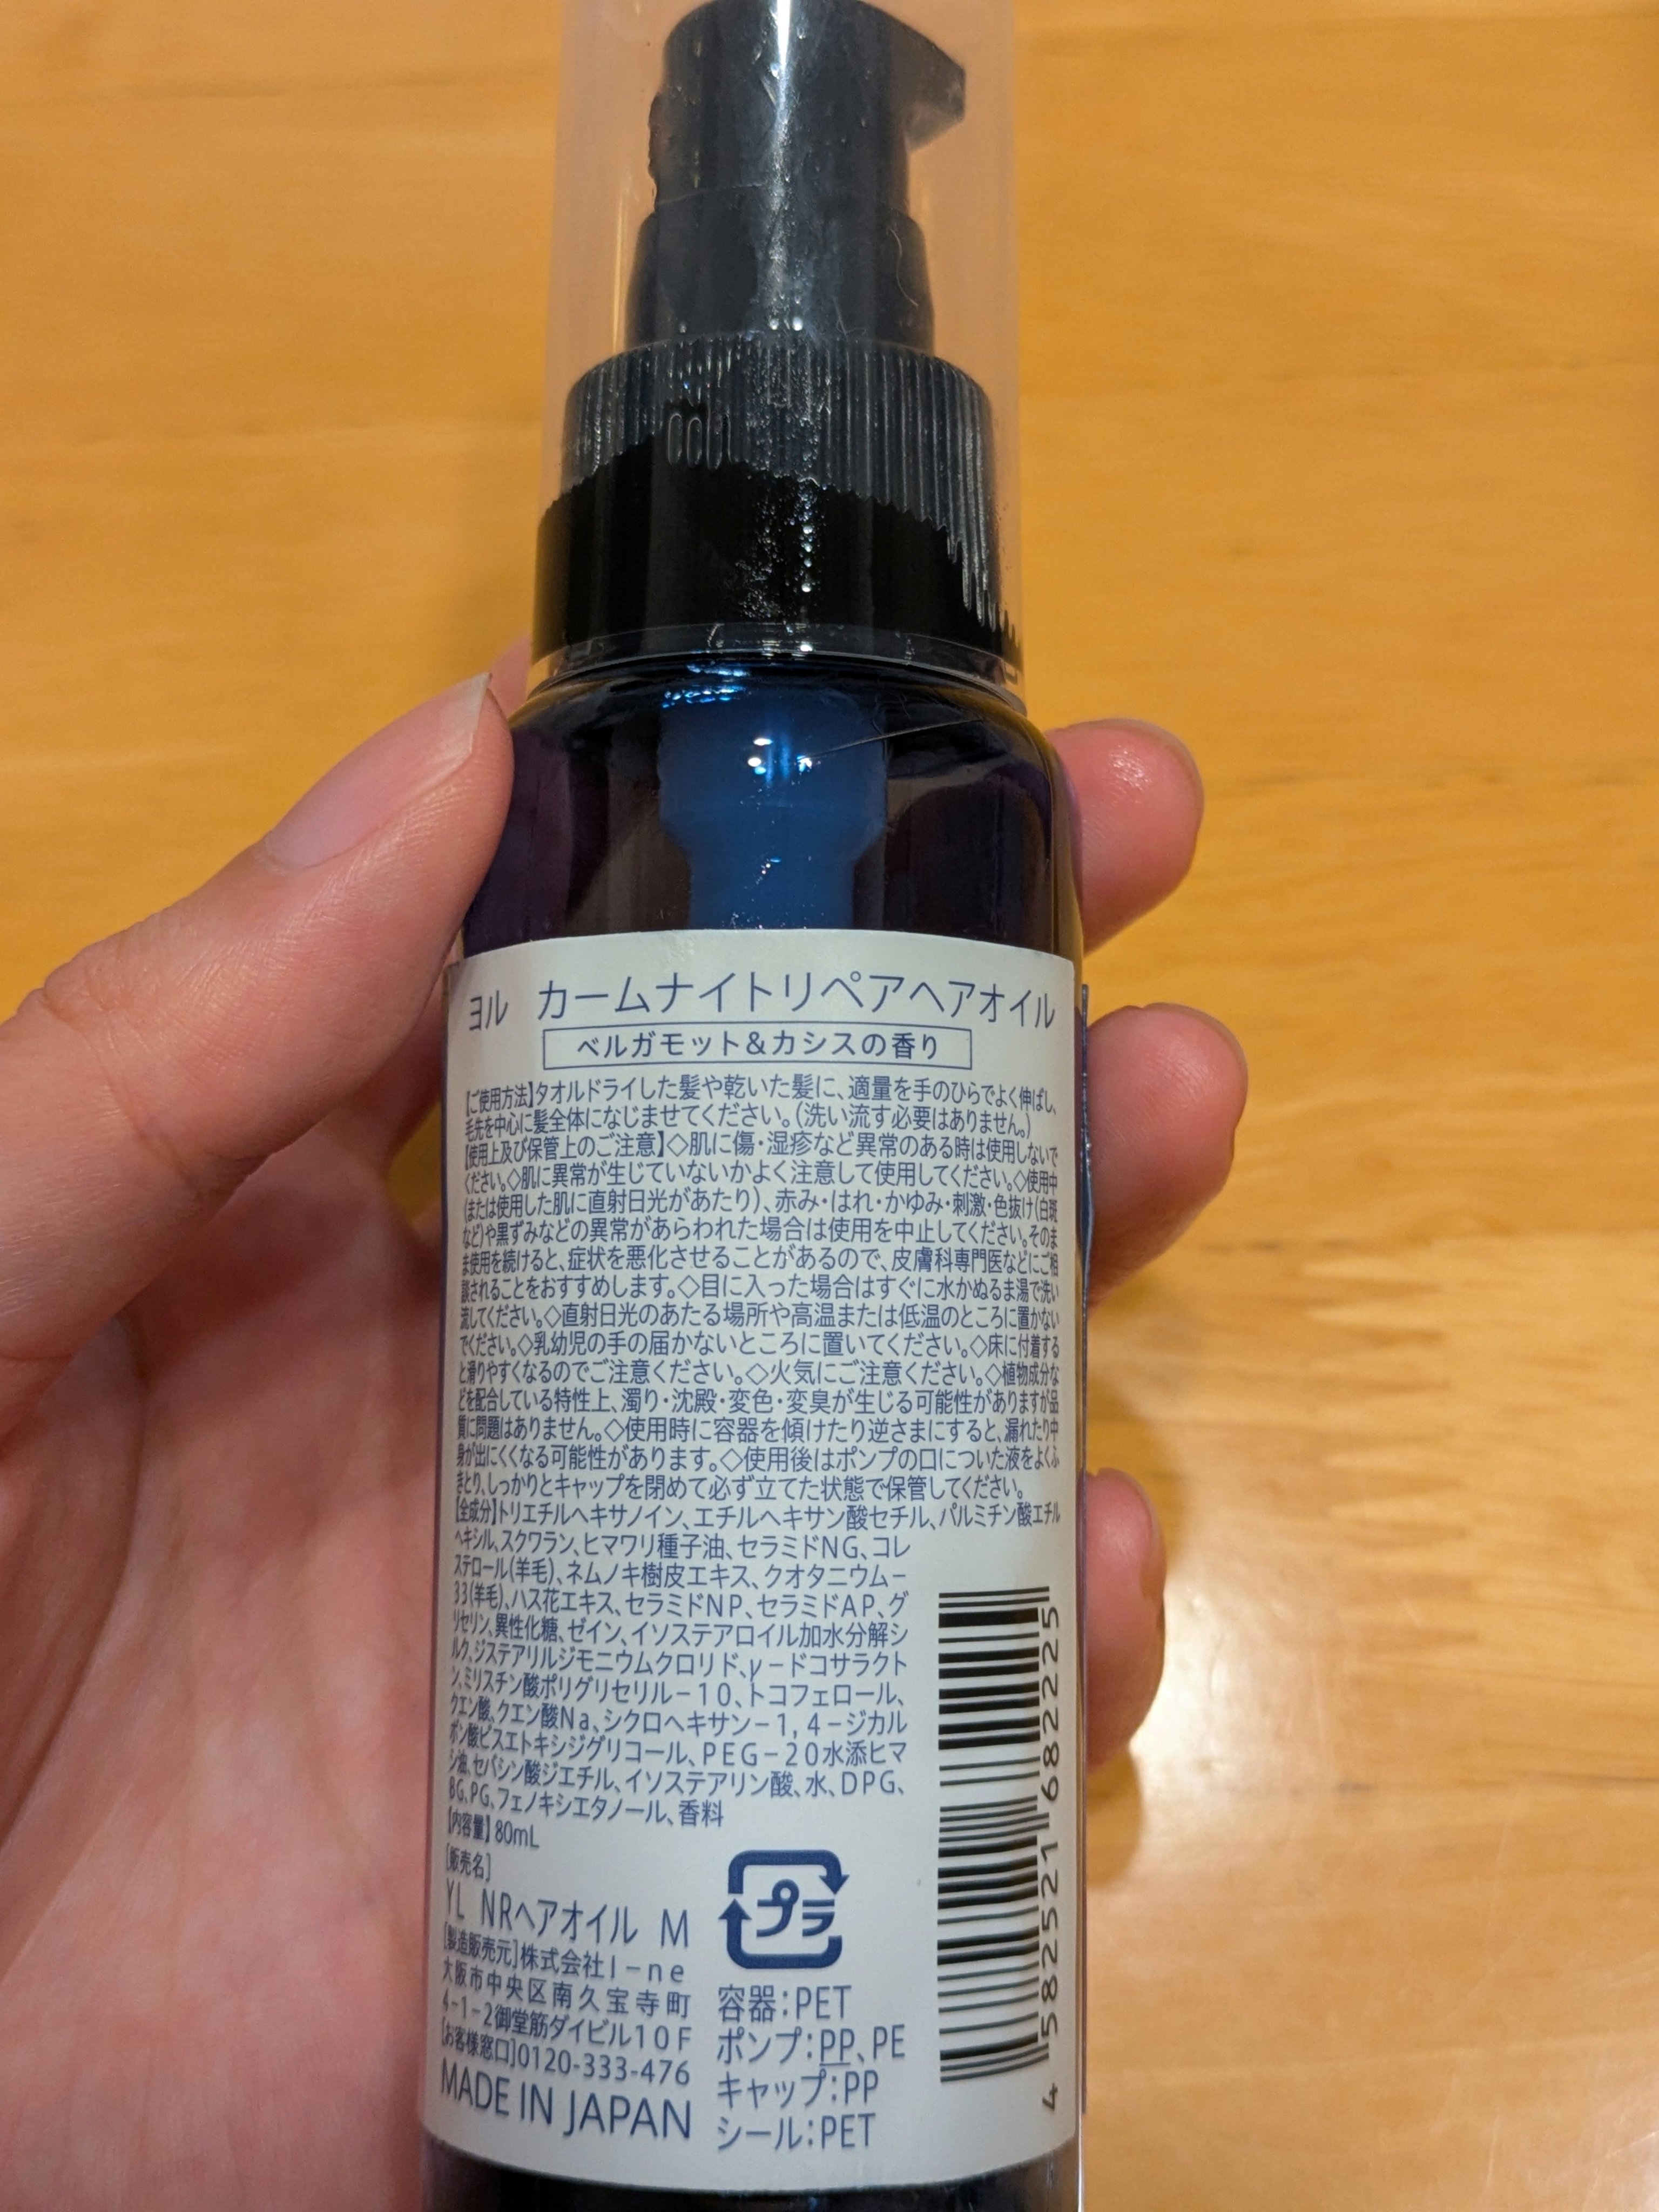 ヨル カームナイトリペアヘアオイル
ベルガモット&カシスの香り
【ご使用方法】タオルドライした髪や乾いた髪に、適量を手のひらでよく伸ばし、
毛先を中心に髪全体になじませてください。(洗い流す必要はありません。)
【使用上及び保管上のご注意】◇肌に傷・湿疹など異常のある時は使用しないで
ください。◇肌に異常が生じていないかよく注意して使用してください。◇使用中
(または使用した肌に直射日光があたり)、赤み・はれ・かゆみ・刺激・色抜け(白斑
など)や黒ずみなどの異常があらわれた場合は使用を中止してください。そのま
ま使用を続けると、症状を悪化させることがあるので、皮膚科専門医などにご相
談されることをおすすめします。◇目に入った場合はすぐに水かぬるま湯で洗い
流してください。◇直射日光のあたる場所や高温または低温のところに置かない
でください。◇乳幼児の手の届かないところに置いてください。◇床に付着する
と滑りやすくなるのでご注意ください。◇火気にご注意ください。◇植物成分な
どを配合している特性上、濁り・沈殿・変色・変臭が生じる可能性がありますが品
質に問題はありません。◇使用時に容器を傾けたり逆さまにすると、漏れたり中
身が出にくくなる可能性があります。◇使用後はポンプの口についた液をよくふ
きとり、しっかりとキャップを閉めて必ず立てた状態で保管してください。
【全成分】トリエチルヘキサノイン、エチルヘキサン酸セチル、パルミチン酸エチル
ヘキシル、スクワラン、ヒマワリ種子油、セラミドNG、コレ
ステロール(羊毛)、ネムノキ樹皮エキス、クオタニウム-
33(羊毛)、ハス花エキス、セラミドNP、セラミドAP、グ
リセリン、異性化糖、ゼイン、イソステアロイル加水分解シ
ルク、ジステアリルジモニウムクロリド、γ-ドコサラクト
ン、ミリスチン酸ポリグリセリル-10、トコフェロール、
クエン酸、クエン酸Na、シクロヘキサン-1,4-ジカル
ボン酸ビスエトキシジグリコール、PEG-20水添ヒマ
シ油、セバシン酸ジエチル、イソステアリン酸、水、DPG、
BG、PG、フェノキシエタノール、香料
【内容量】80mL
[販売名]
YL NRヘアオイル M
[製造販売元]株式会社I-ne
大阪市中央区南久宝寺町
4-1-2御堂筋ダイビル10F
[お客様窓口]0120-333-476
MADE IN JAPAN
プラ
容器:PET
ポンプ:PP、PE
キャップ:PP
シール:PET
4 582521 682225